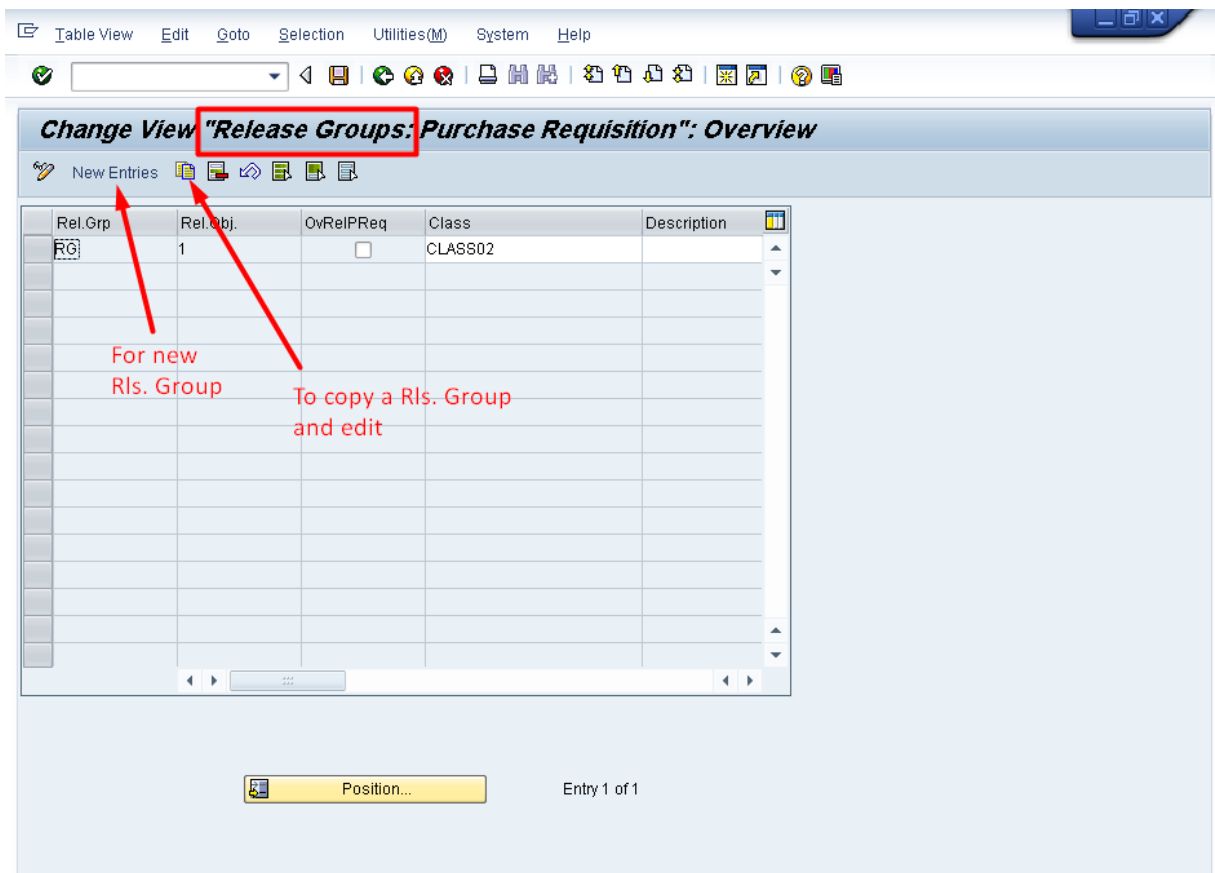 Table View Edit Goto Selection Utilities(M) System Help
Change View "Release Groups: Purchase Requisition": Overview
New Entries
Rel.Grp Rel.Obj. OvRelPReq Class Description
RG 1 CLASS02
For new
Rls. Group
To copy a Rls. Group
and edit
Position... Entry 1 of 1